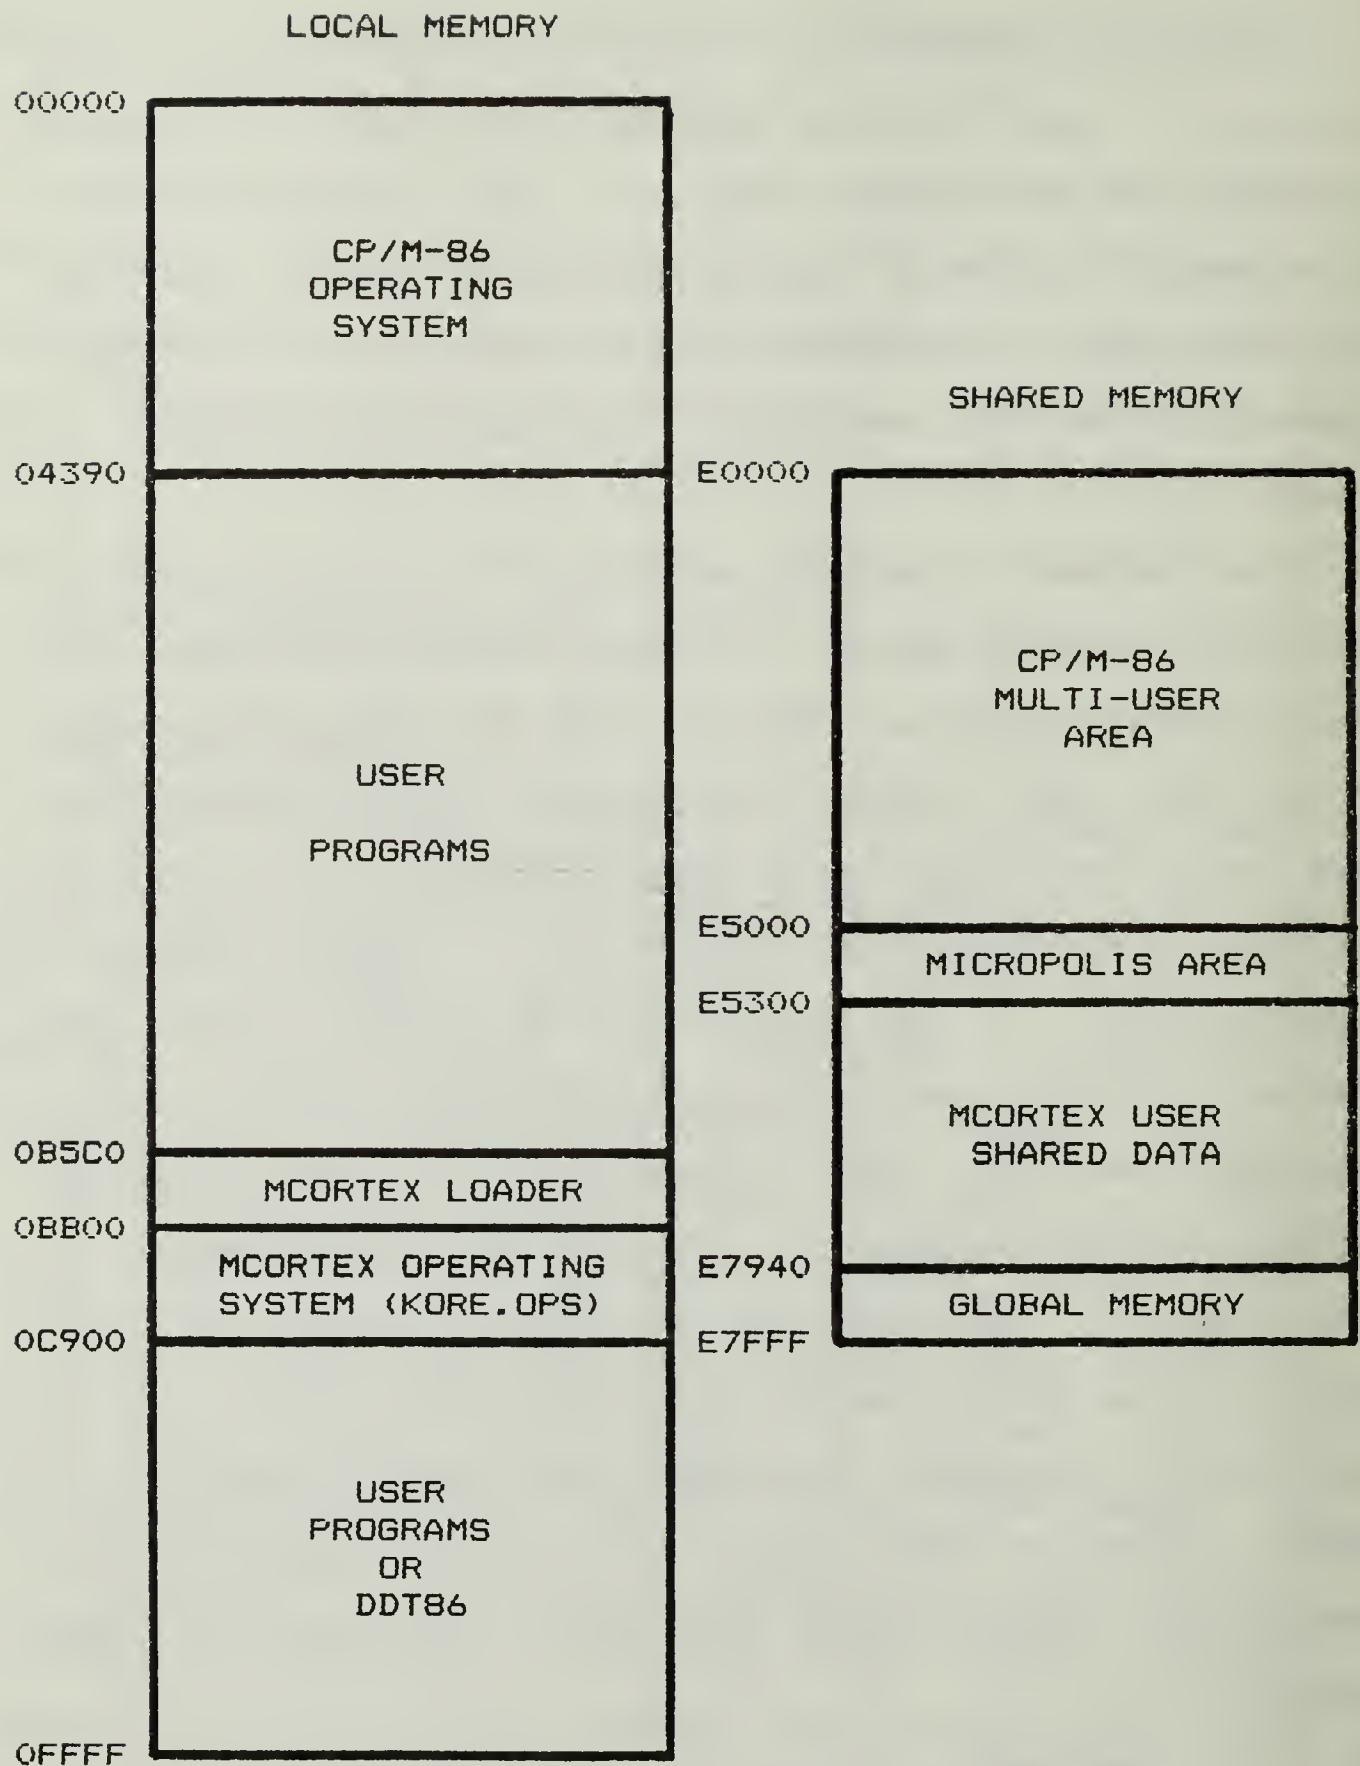 LOCAL MEMORY
00000
CP/M-86
OPERATING
SYSTEM
04390
USER
PROGRAMS
0B5C0
MCORTEX LOADER
0BB00
MCORTEX OPERATING
SYSTEM (KORE.OPS)
0C900
USER
PROGRAMS
OR
DDT86
0FFFF
SHARED MEMORY
E0000
CP/M-86
MULTI-USER
AREA
E5000
MICROPOLIS AREA
E5300
MCORTEX USER
SHARED DATA
E7940
GLOBAL MEMORY
E7FFF